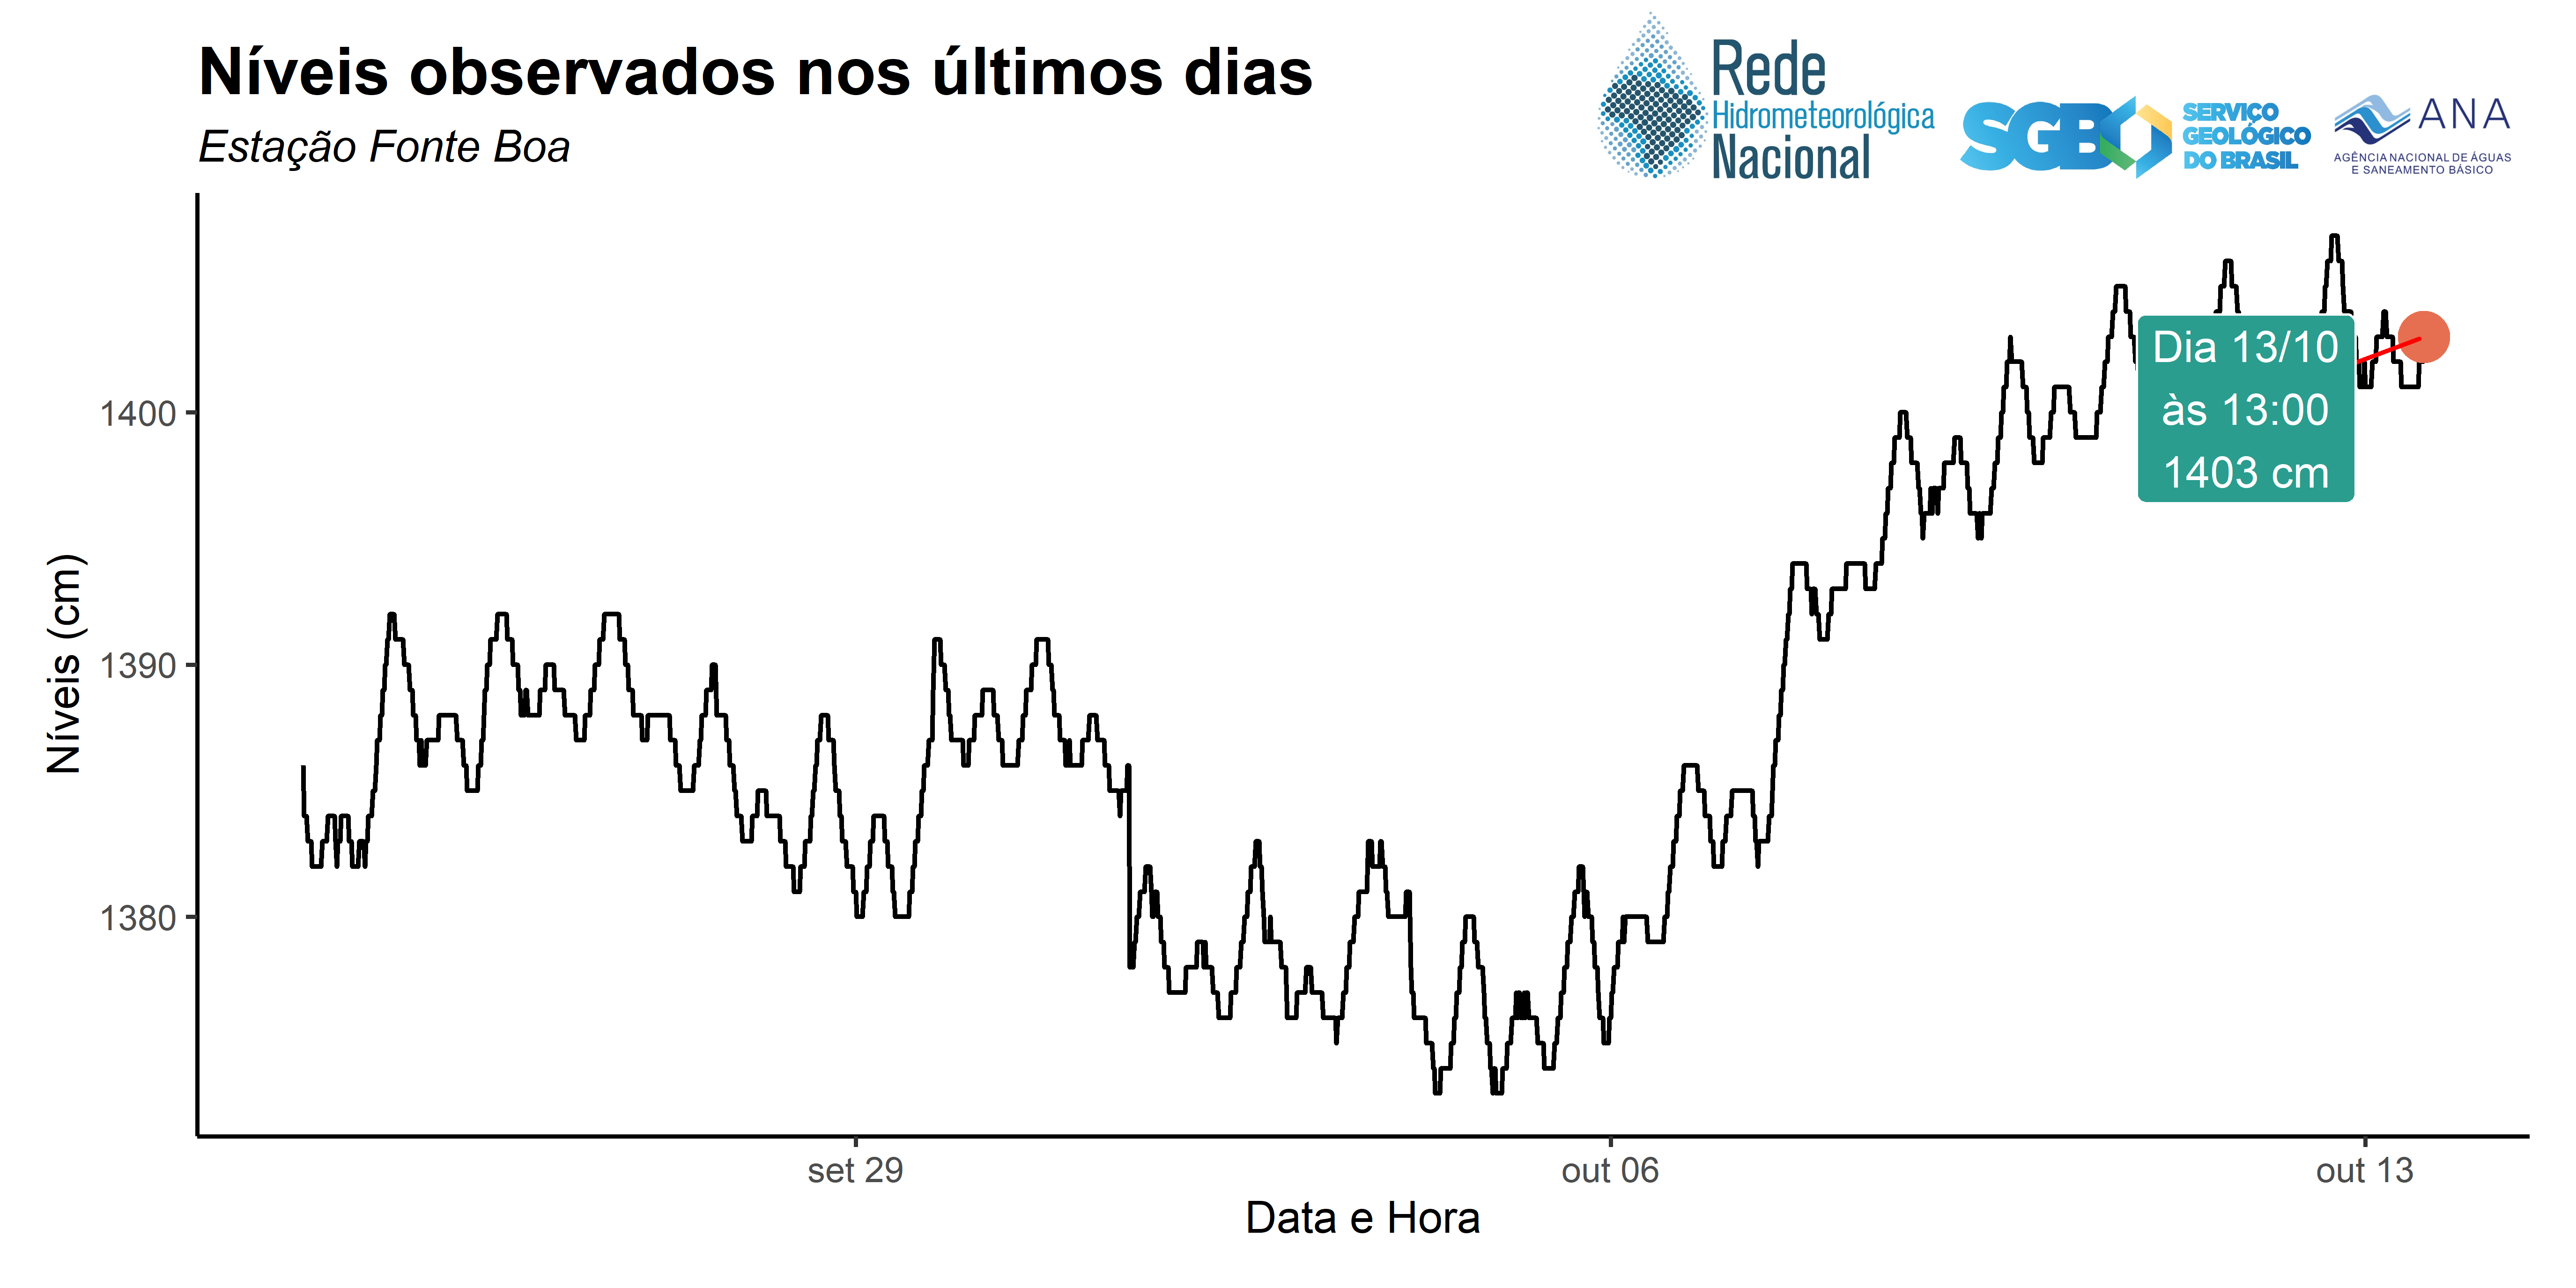 Níveis observados nos últimos dias
Estação Fonte Boa
Rede
Hidrometeorológica
Nacional
SGB
SERVIÇO
GEOLÓGICO
DO BRASIL
ANA
AGÊNCIA NACIONAL DE ÁGUAS
E SANEAMENTO BÁSICO
Níveis (cm)
1400
1390
1380
Dia 13/10
às 13:00
1403 cm
set 29
out 06
out 13
Data e Hora